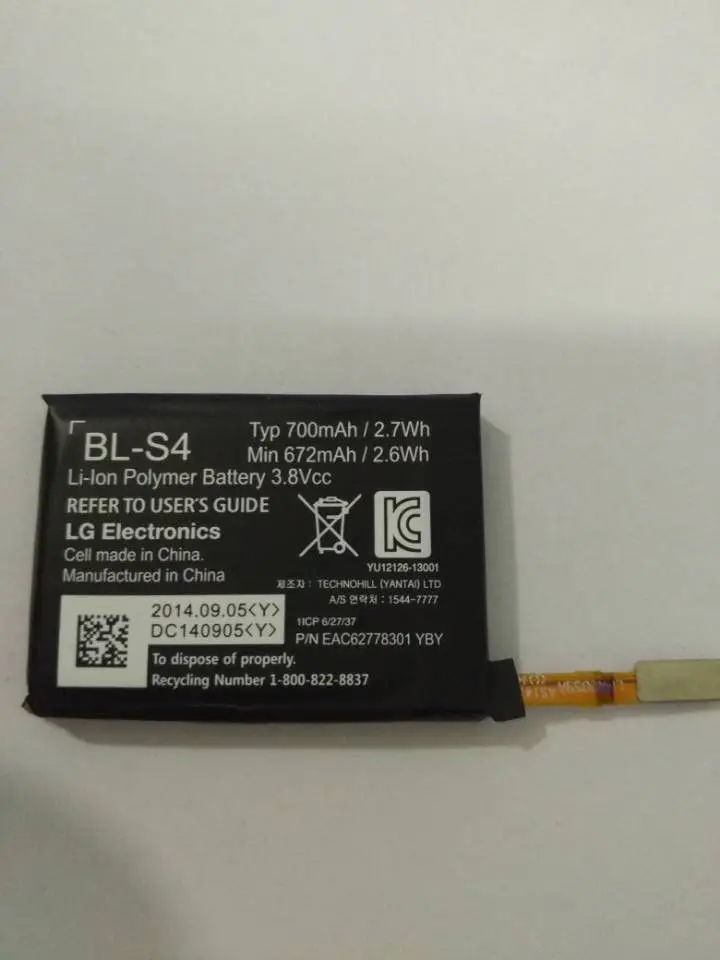 BL-S4
Typ 700mAh / 2.7Wh
Min 672mAh / 2.6Wh
Li-Ion Polymer Battery 3.8Vcc
REFER TO USER'S GUIDE
LG Electronics
Cell made in China.
Manufactured in China
YU12126-13001
제조자 : TECHNOHILL (YANTAI) LTD
A/S 연락처 : 1544-7777
2014.09.05<Y>
DC140905<Y>
1ICP 6/27/37
P/N EAC62778301 YBY
To dispose of properly.
Recycling Number 1-800-822-8837